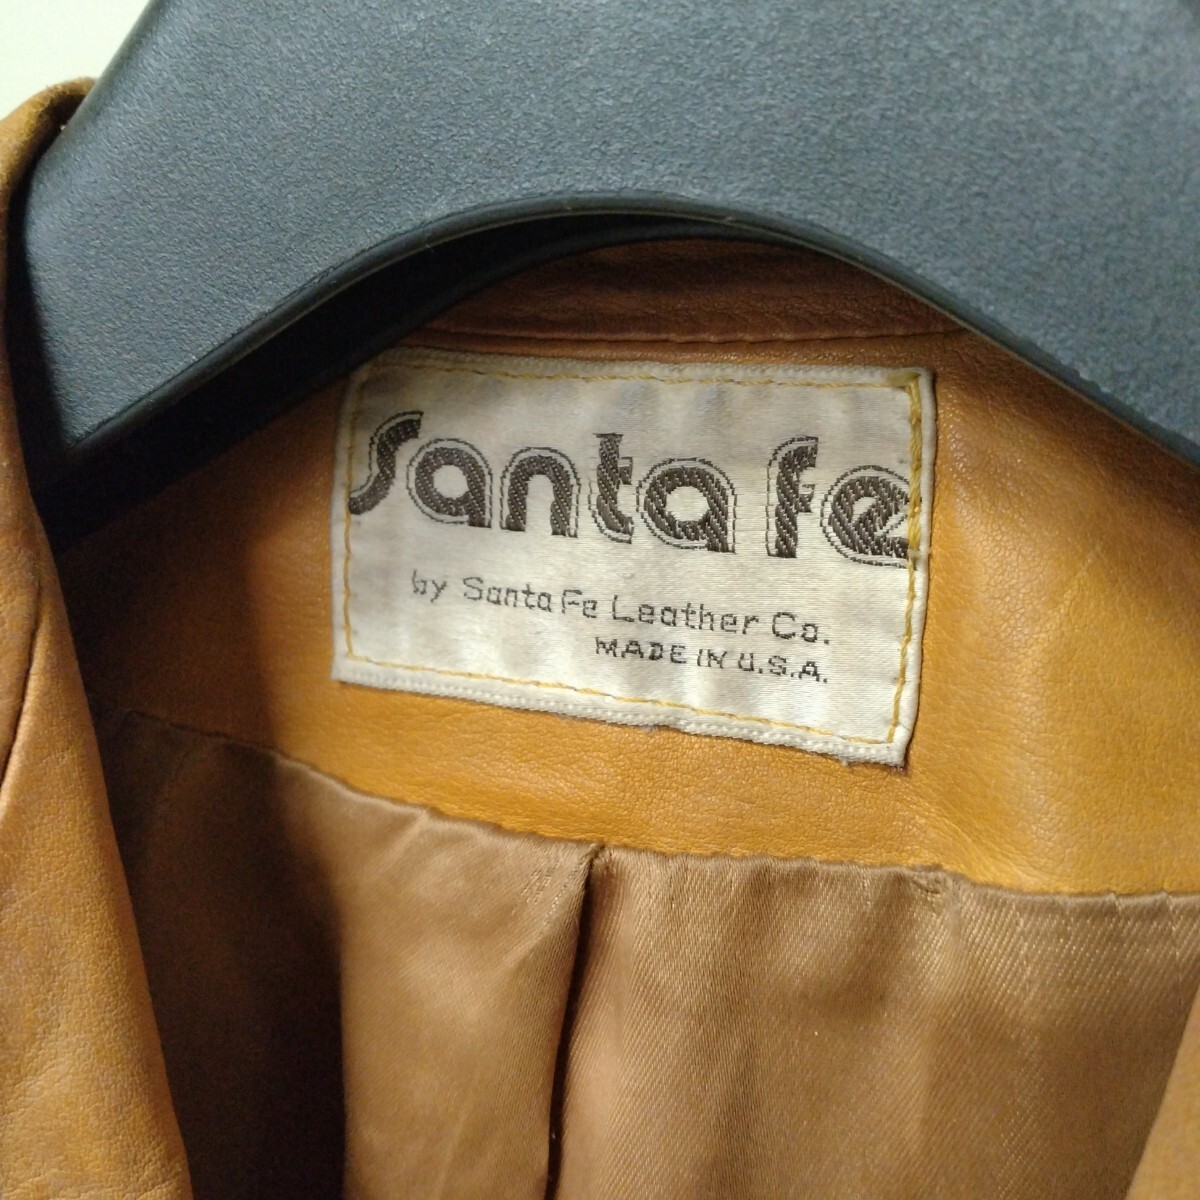 Santa fe
by Santa Fe Leather Co.
MADE IN U.S.A.